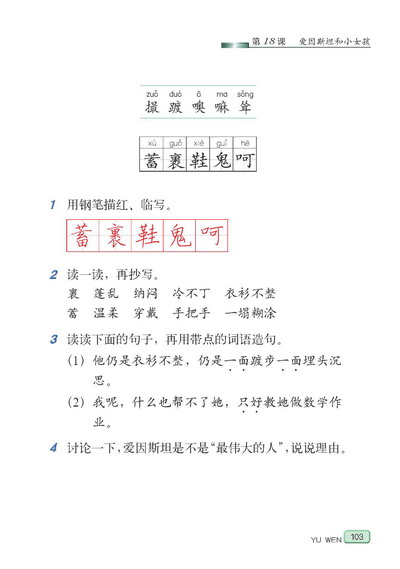 第18课 爱因斯坦和小女孩
zuō duó ō ma sǒng
撮 踱 噢 嘛 耸
xù guǒ xié guǐ hē
蓄 裹 鞋 鬼 呵
1 用钢笔描红、临写。
蓄 裹 鞋 鬼 呵
2 读一读，再抄写。
裹 蓬乱 纳闷 冷不丁 衣衫不整
蓄 温柔 穿戴 手把手 一塌糊涂
3 读读下面的句子，再用带点的词语造句。
（1）他仍是衣衫不整，仍是一面踱步一面埋头沉
思。
（2）我呢，什么也帮不了她，只好教她做数学作
业。
4 讨论一下，爱因斯坦是不是“最伟大的人”，说说理由。
YU WEN 103